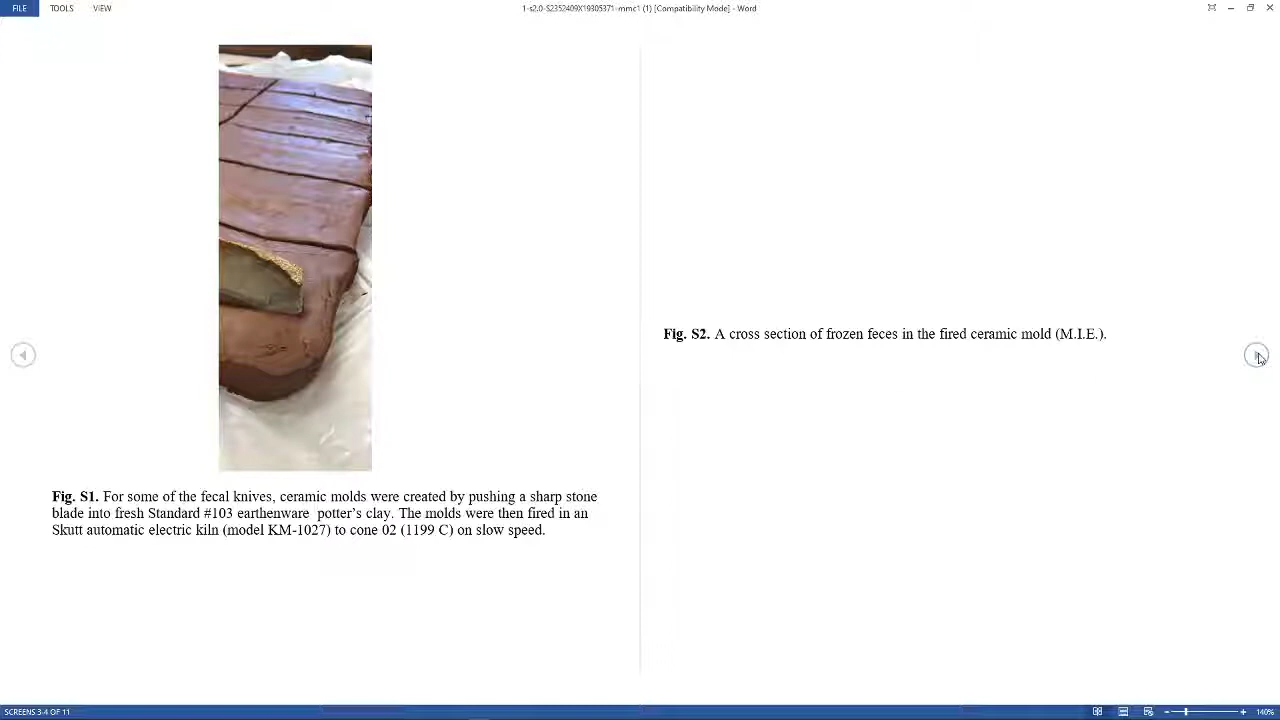 FILE TOOLS VIEW 1-s2.0-S2352409X19305371-mmc1 (1) [Compatibility Mode] - Word
Fig. S1. For some of the fecal knives, ceramic molds were created by pushing a sharp stone
blade into fresh Standard #103 earthenware potter's clay. The molds were then fired in an
Skutt automatic electric kiln (model KM-1027) to cone 02 (1199 C) on slow speed.
Fig. S2. A cross section of frozen feces in the fired ceramic mold (M.I.E.).
SCREENS 3-4 OF 11 140%